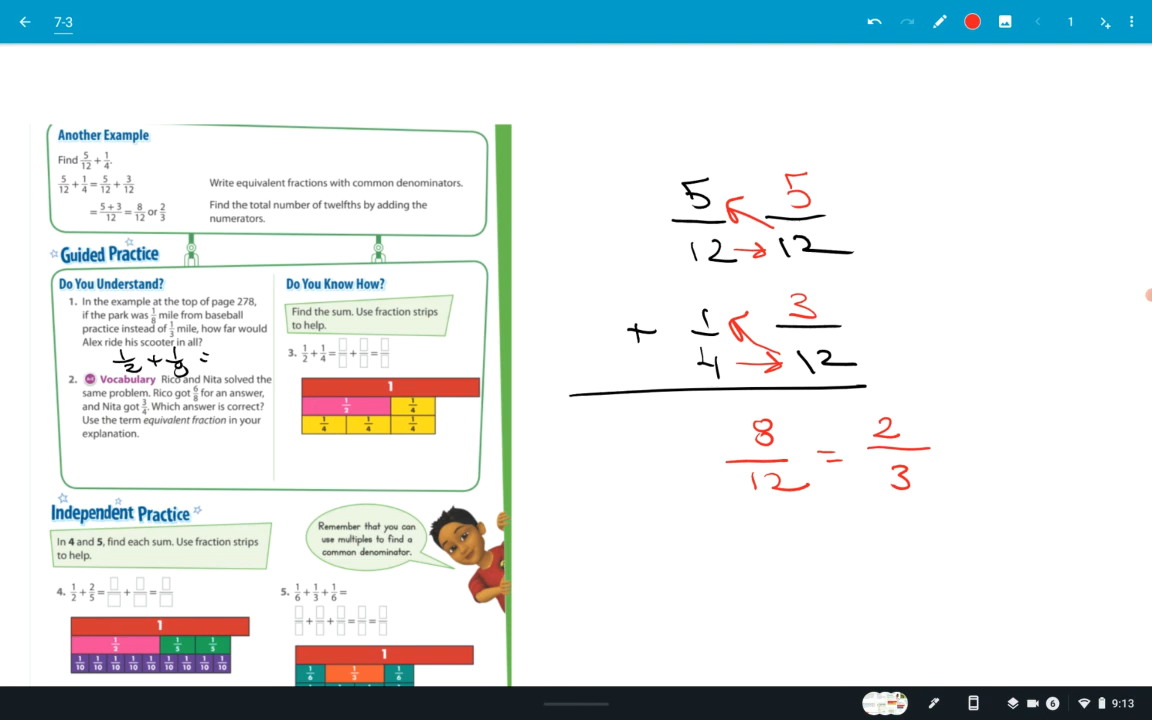 7-3
1
Another Example
Find 5/12 + 1/4.
5/12 + 1/4 = 5/12 + 3/12
Write equivalent fractions with common denominators.
= 5 + 3/12 = 8/12 or 2/3
Find the total number of twelfths by adding the
numerators.
Guided Practice
Do You Understand?
1. In the example at the top of page 278,
if the park was 1/8 mile from baseball
practice instead of 1/3 mile, how far would
Alex ride his scooter in all?
1/2 + 1/8 =
2. Vocabulary Rico and Nita solved the
same problem. Rico got 6/8 for an answer,
and Nita got 3/4. Which answer is correct?
Use the term equivalent fraction in your
explanation.
Do You Know How?
Find the sum. Use fraction strips
to help.
3. 1/2 + 1/4 = + =
1
1/2 1/4
1/4 1/4 1/4
Independent Practice
In 4 and 5, find each sum. Use fraction strips
to help.
Remember that you can
use multiples to find a
common denominator.
4. 1/2 + 2/5 = + =
1
1/2 1/5 1/5
1/10 1/10 1/10 1/10 1/10 1/10 1/10 1/10 1/10
5. 1/6 + 1/3 + 1/6 =
+ + = =
1
1/6 1/3 1/6
5/12 5/12
+ 1/4 3/12
8/12 = 2/3
6
9:13